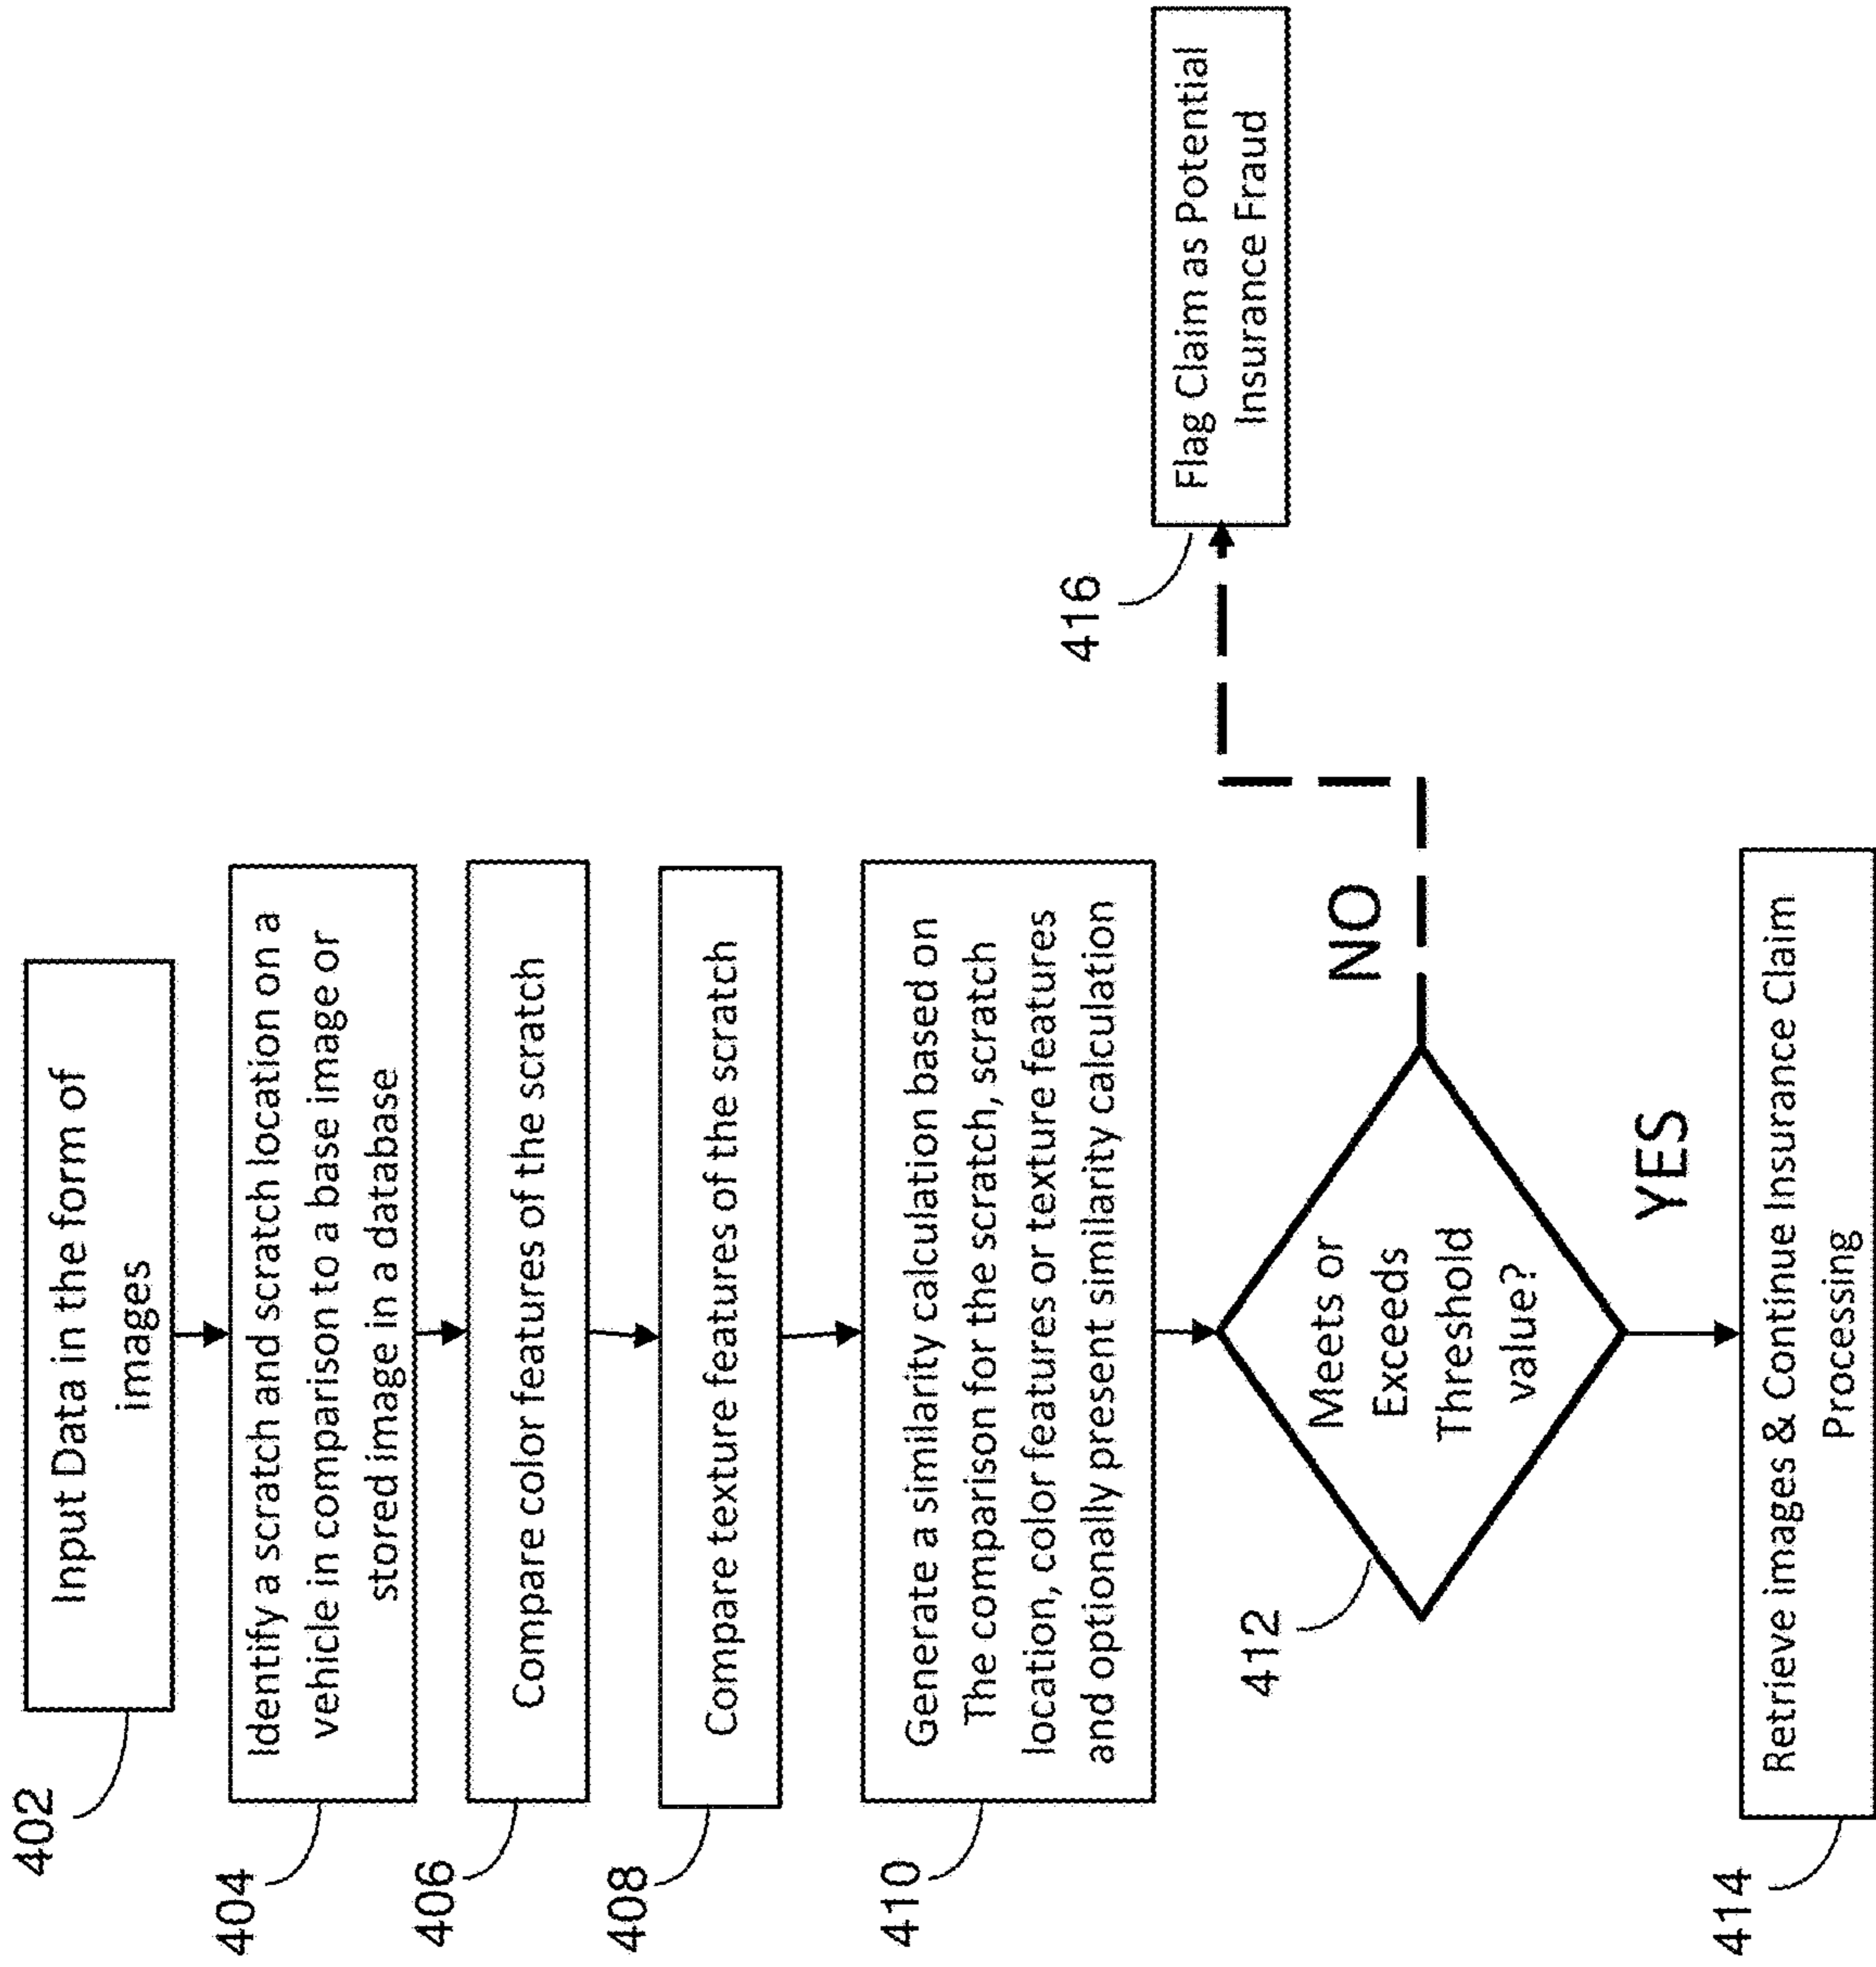 402
Input Data in the form of
images
404
Identify a scratch and scratch location on a
vehicle in comparison to a base image or
stored image in a database
406
Compare color features of the scratch
408
Compare texture features of the scratch
410
Generate a similarity calculation based on
The comparison for the scratch, scratch
location, color features or texture features
and optionally present similarity calculation
412
Meets or
Exceeds
Threshold
value?
NO
416
Flag Claim as Potential
Insurance Fraud
YES
414
Retrieve images & Continue Insurance Claim
Processing